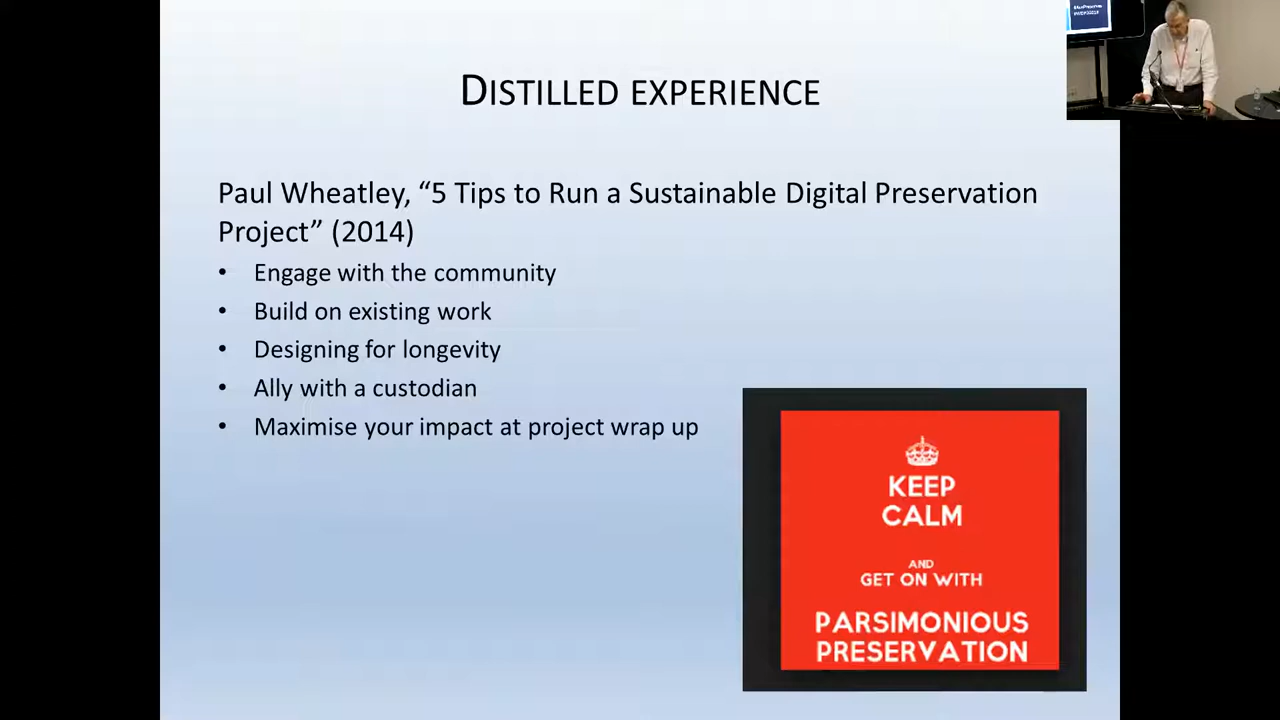 DISTILLED EXPERIENCE
Paul Wheatley, “5 Tips to Run a Sustainable Digital Preservation
Project” (2014)
• Engage with the community
• Build on existing work
• Designing for longevity
• Ally with a custodian
• Maximise your impact at project wrap up
KEEP
CALM
AND
GET ON WITH
PARSIMONIOUS
PRESERVATION